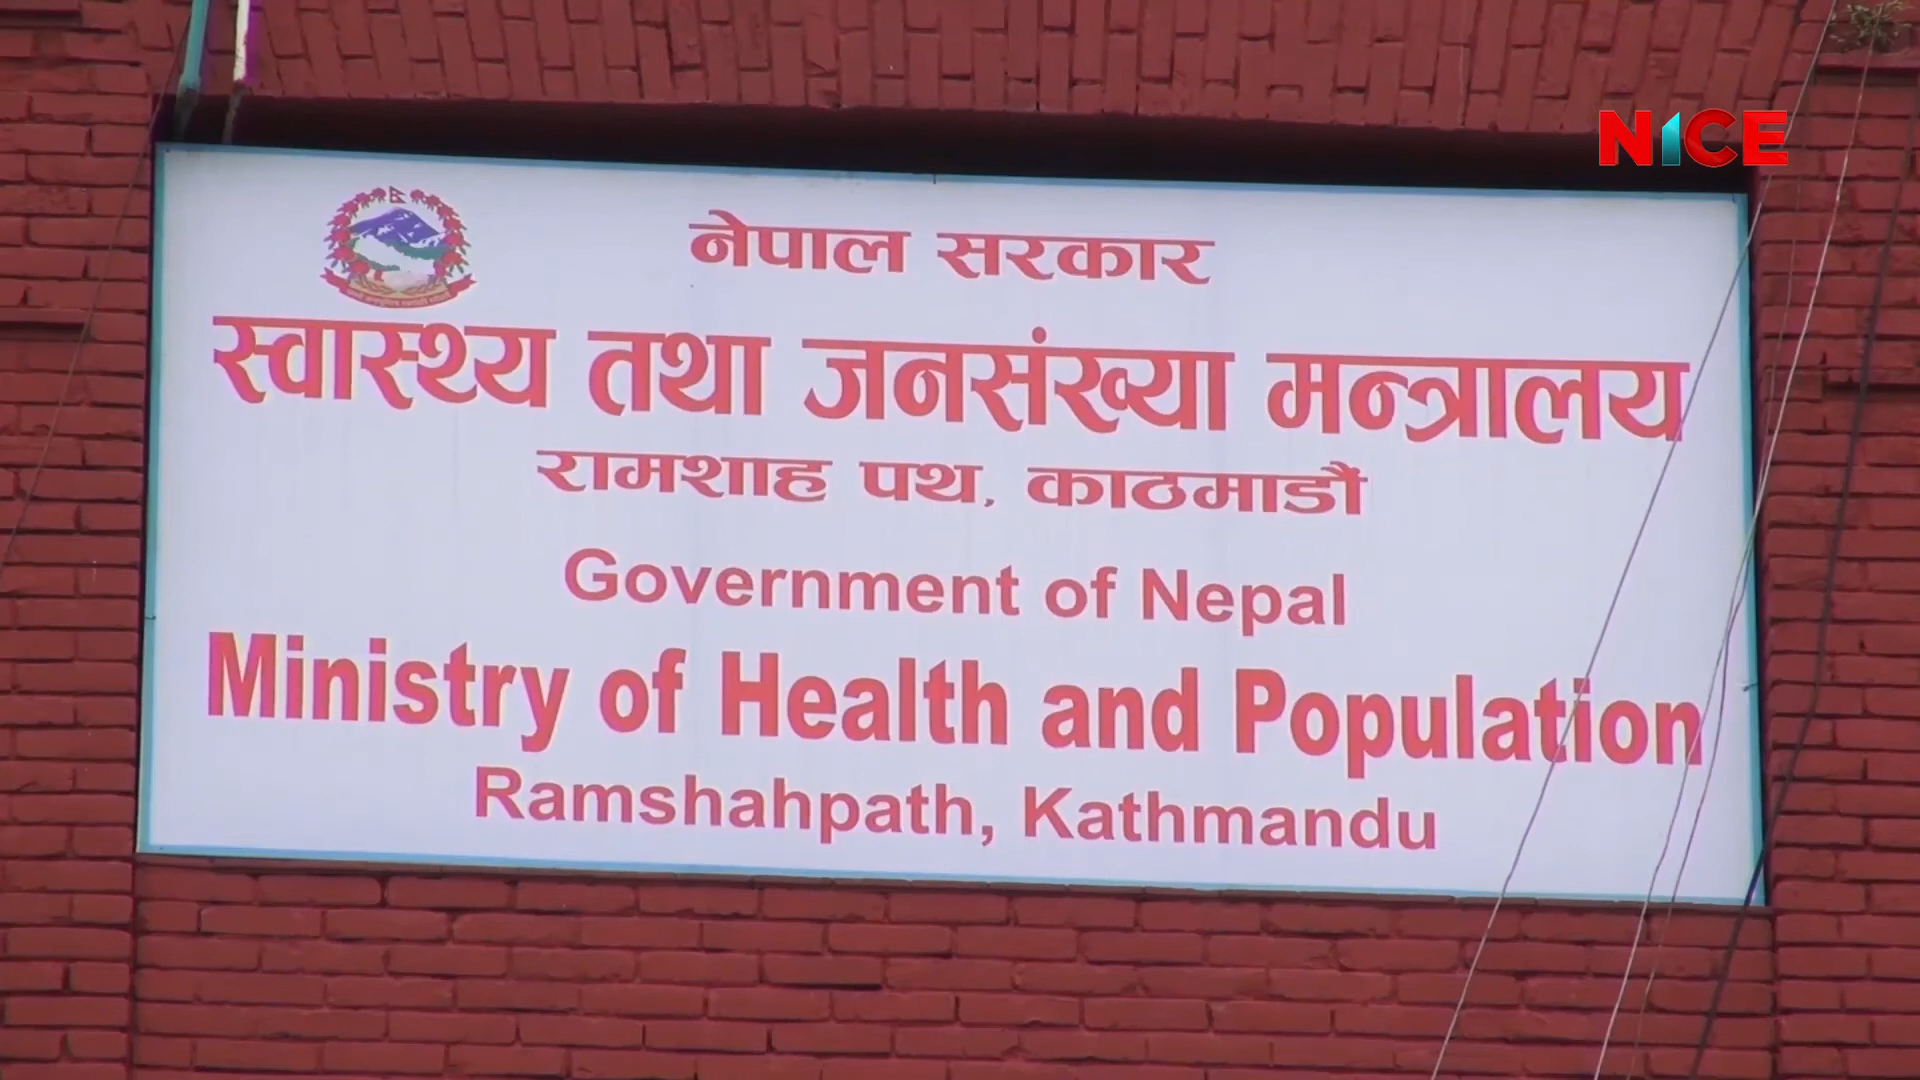 NICE
नेपाल सरकार
स्वास्थ्य तथा जनसंख्या मन्त्रालय
रामशाह पथ, काठमाडौं
Government of Nepal
Ministry of Health and Population
Ramshahpath, Kathmandu